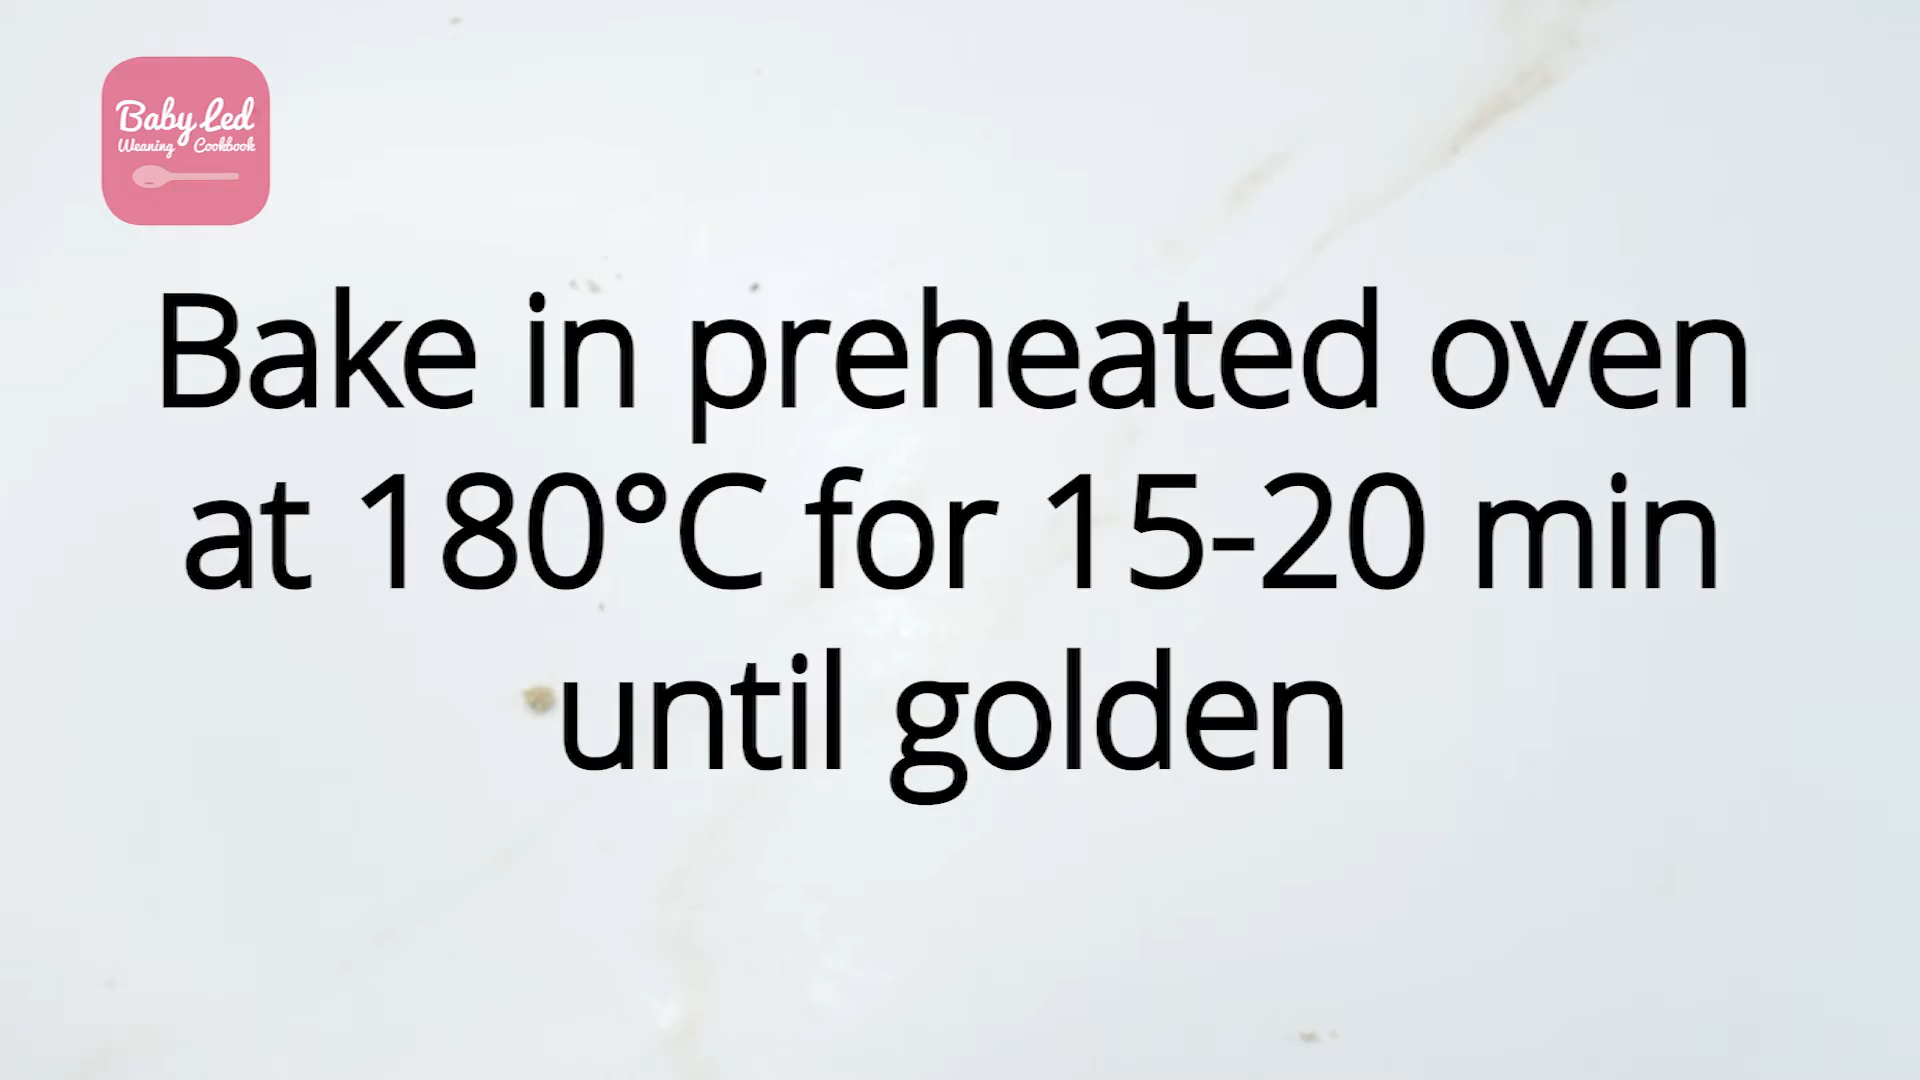 Baby Led
Weaning Cookbook
Bake in preheated oven
at 180°C for 15-20 min
until golden